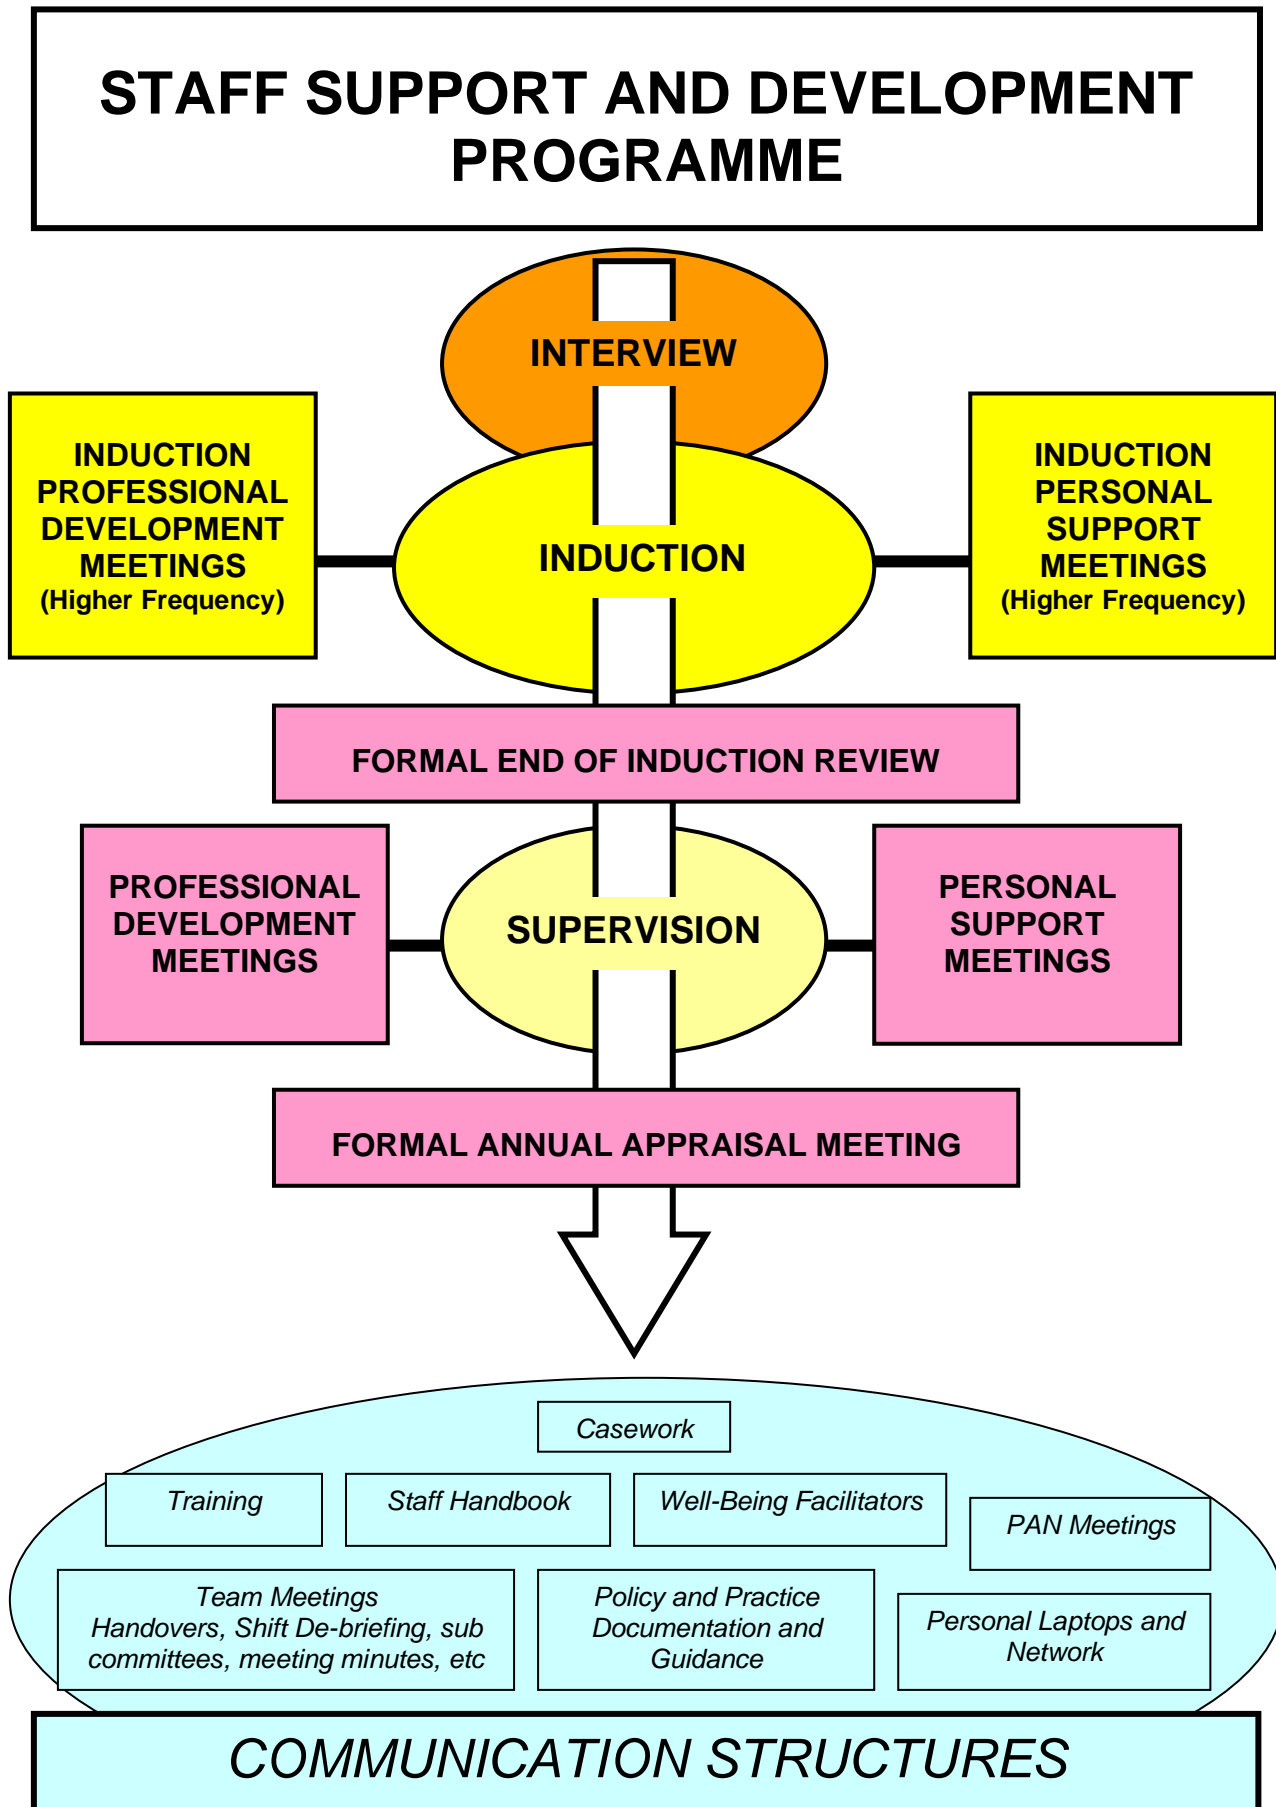 STAFF SUPPORT AND DEVELOPMENT
PROGRAMME
INTERVIEW
INDUCTION
PROFESSIONAL
DEVELOPMENT
MEETINGS
(Higher Frequency)
INDUCTION
INDUCTION
PERSONAL
SUPPORT
MEETINGS
(Higher Frequency)
FORMAL END OF INDUCTION REVIEW
PROFESSIONAL
DEVELOPMENT
MEETINGS
SUPERVISION
PERSONAL
SUPPORT
MEETINGS
FORMAL ANNUAL APPRAISAL MEETING
Casework
Training
Staff Handbook
Well-Being Facilitators
PAN Meetings
Team Meetings
Handovers, Shift De-briefing, sub
committees, meeting minutes, etc
Policy and Practice
Documentation and
Guidance
Personal Laptops and
Network
COMMUNICATION STRUCTURES